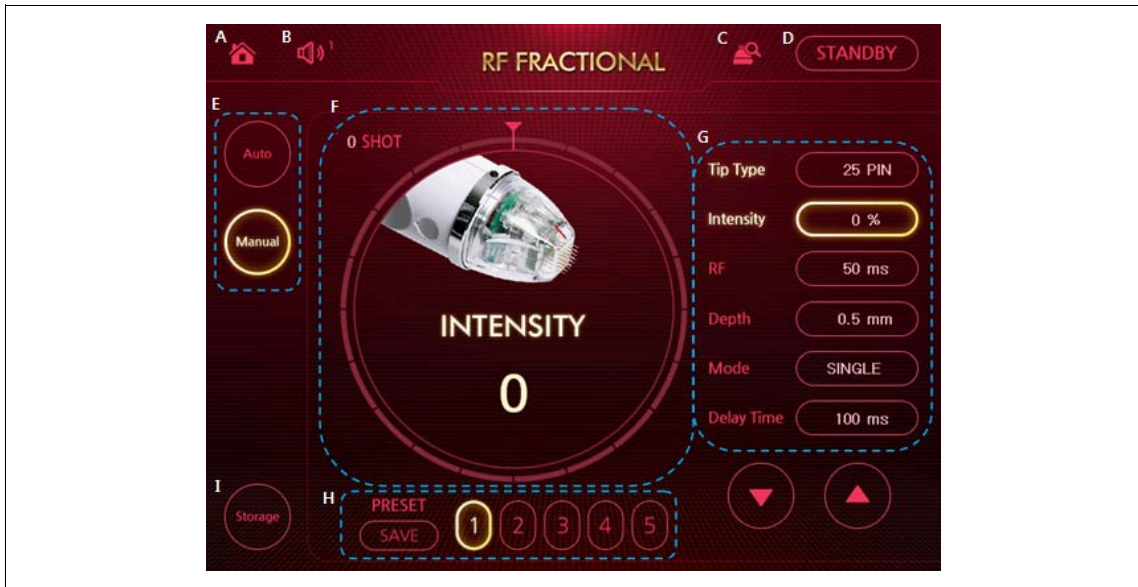 A B 1 RF FRACTIONAL C D STANDBY
E F
Auto 0 SHOT G
Tip Type 25 PIN
Intensity 0 %
Manual
RF 50 ms
INTENSITY Depth 0.5 mm
Mode SINGLE
0
Delay Time 100 ms
I H PRESET
Storage SAVE 1 2 3 4 5